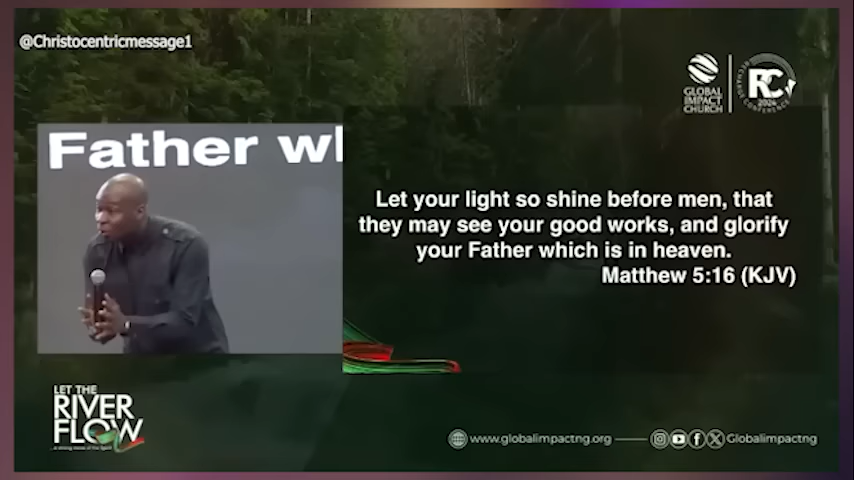 @Christocentricmessage1
GLOBAL
IMPACT
CHURCH
RC
2024
Father wh
Let your light so shine before men, that
they may see your good works, and glorify
your Father which is in heaven.
Matthew 5:16 (KJV)
LET THE
RIVER
FLOW
www.globalimpactng.org
Globalimpactng